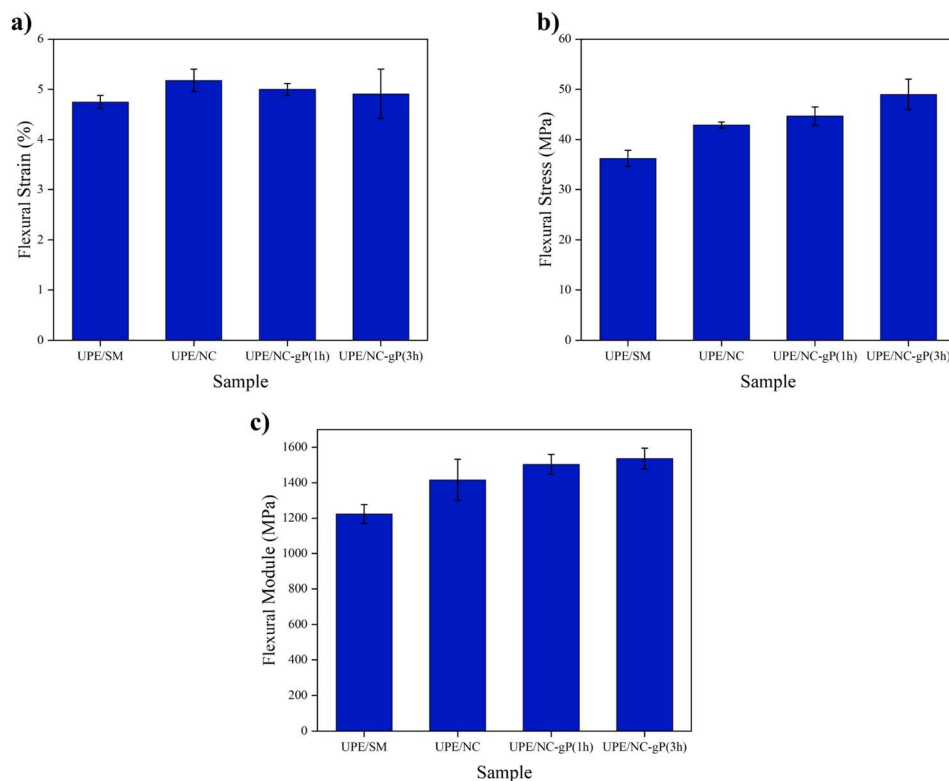 a)
6
5
4
3
2
1
0
Flexural Strain (%)
UPE/SM UPE/NC UPE/NC-gP(1h) UPE/NC-gP(3h)
Sample
b)
60
50
40
30
20
10
0
Flexural Stress (MPa)
UPE/SM UPE/NC UPE/NC-gP(1h) UPE/NC-gP(3h)
Sample
c)
1600
1400
1200
1000
800
600
400
200
0
Flexural Module (MPa)
UPE/SM UPE/NC UPE/NC-gP(1h) UPE/NC-gP(3h)
Sample